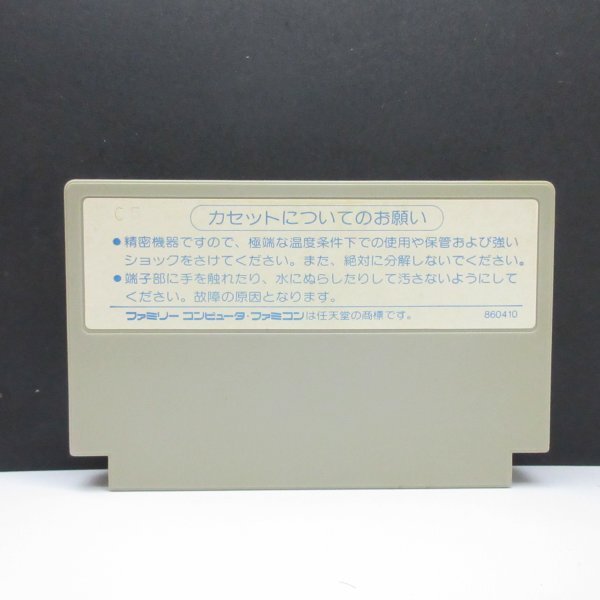 カセットについてのお願い
●精密機器ですので、極端な温度条件下での使用や保管および強い
ショックをさけてください。また、絶対に分解しないでください。
●端子部に手を触れたり、水にぬらしたりして汚さないようにして
ください。故障の原因となります。
ファミリー コンピュータ・ファミコンは任天堂の商標です。 860410